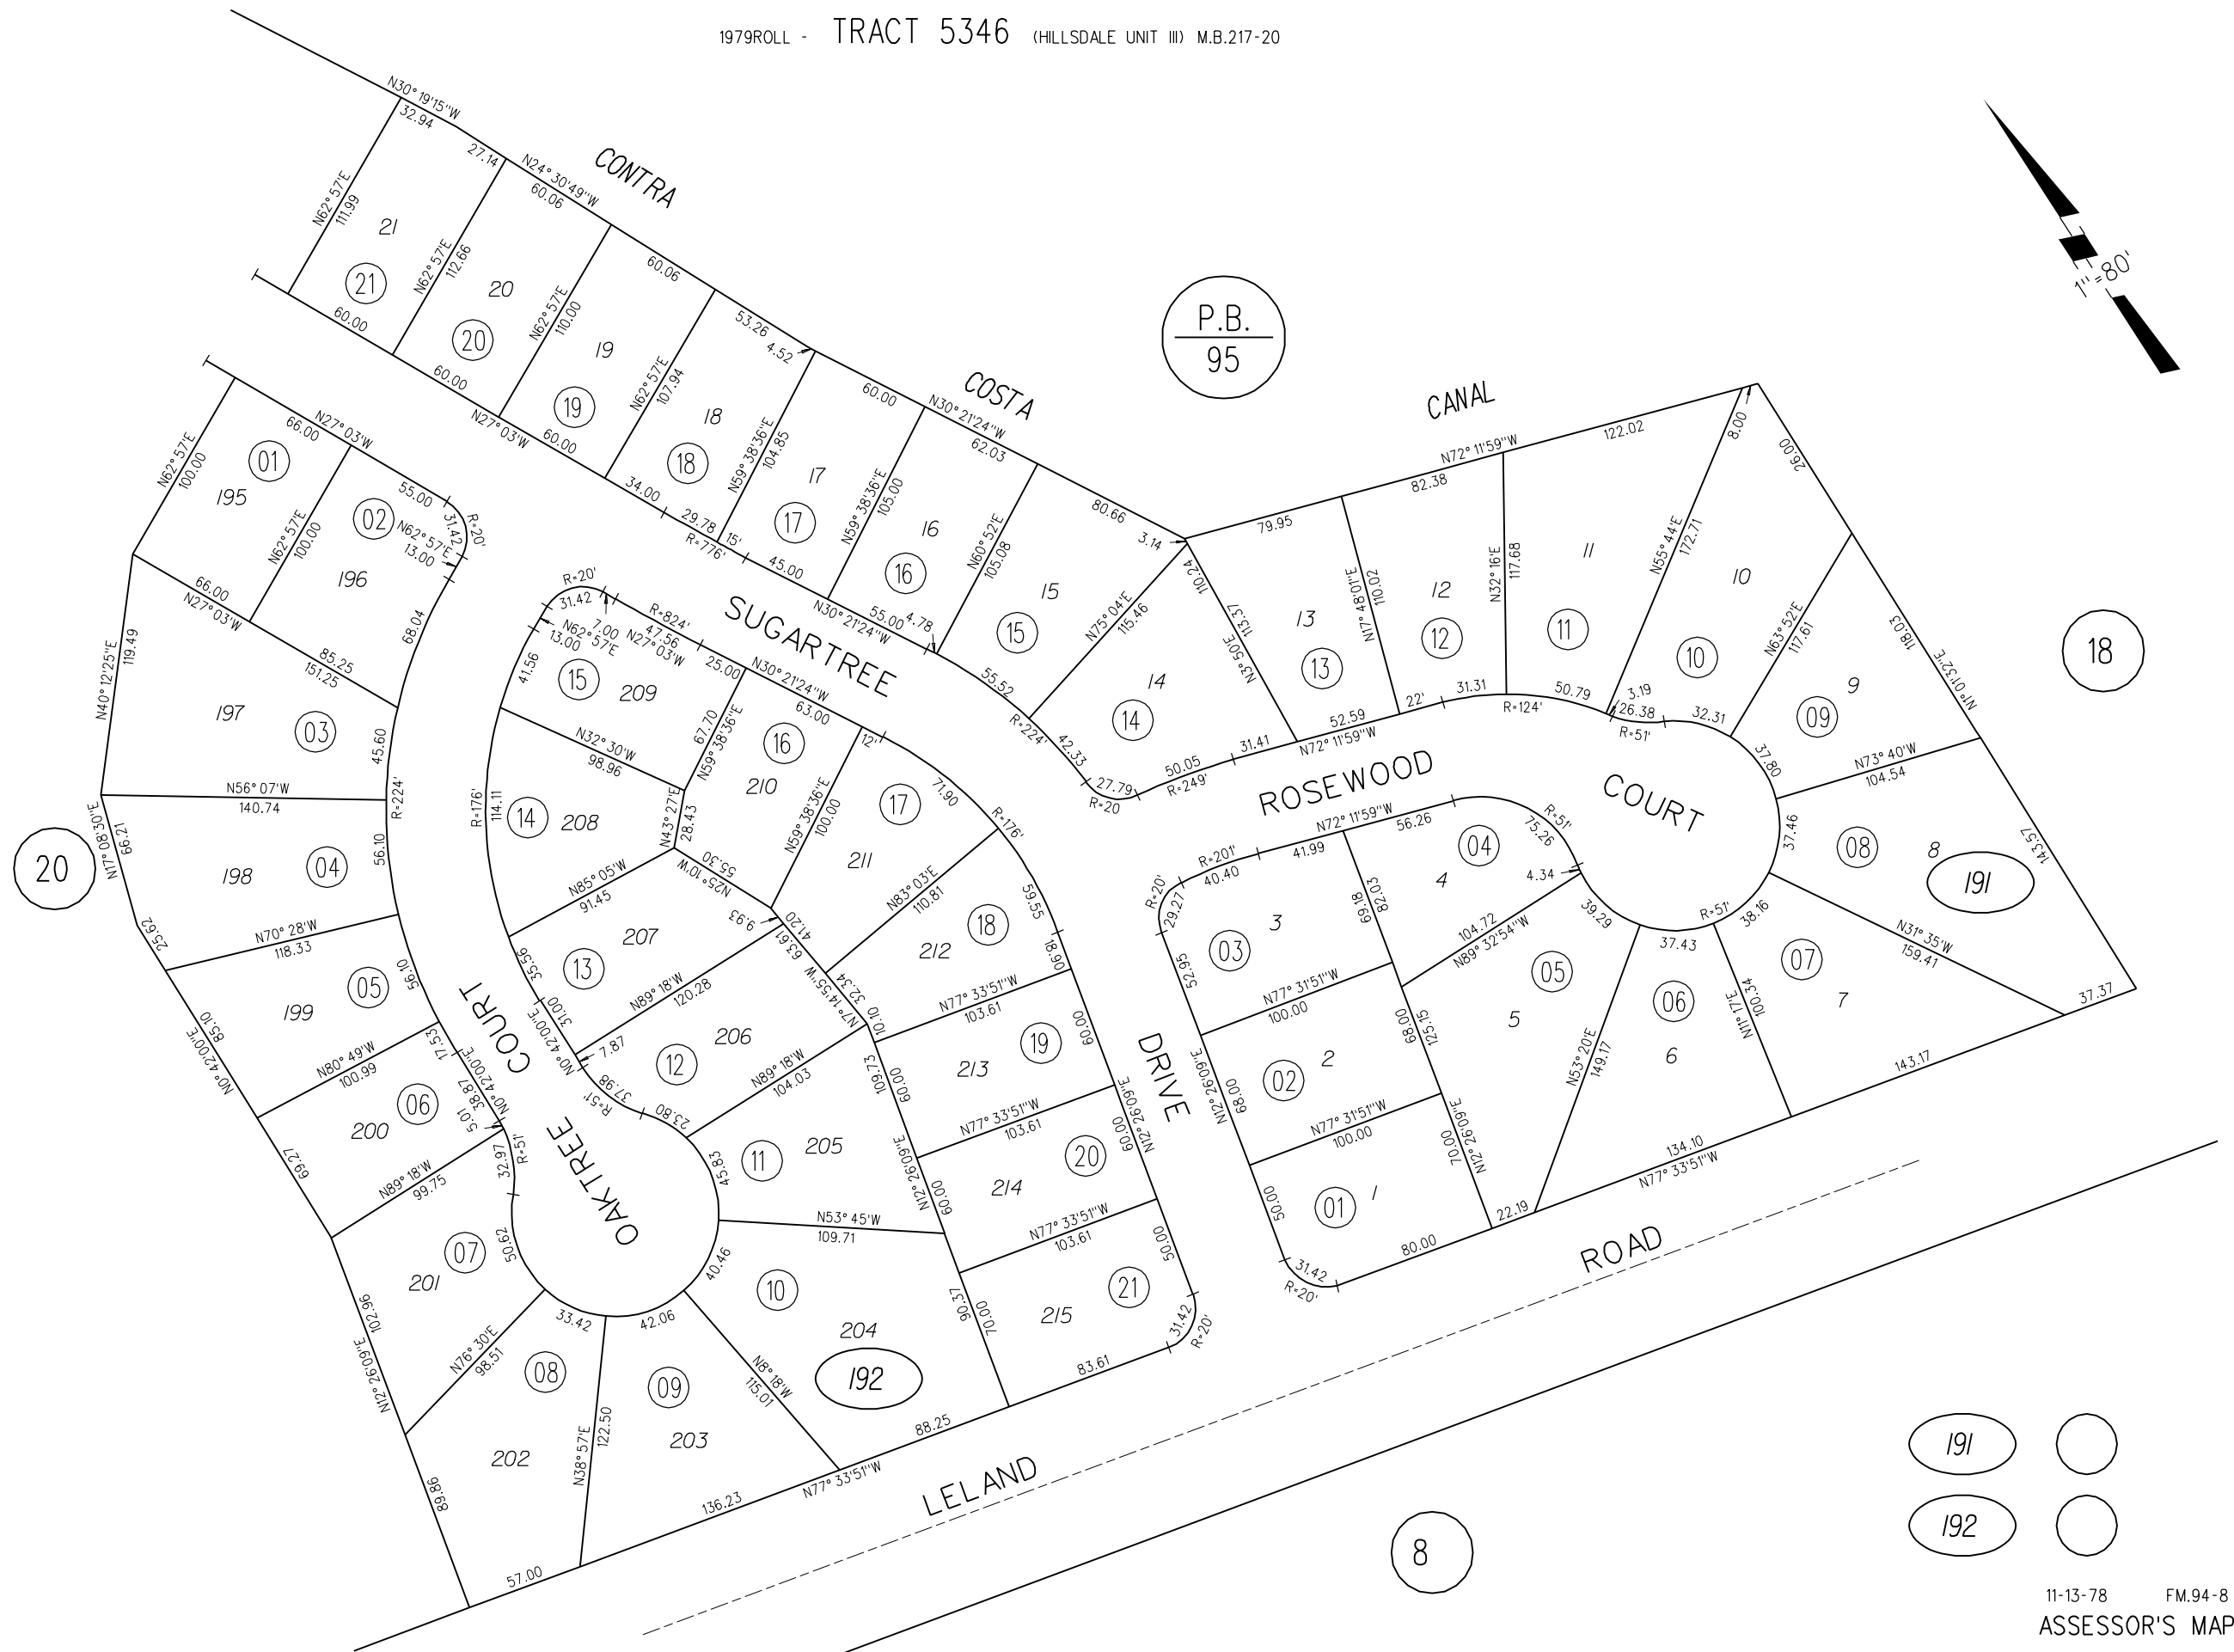 1979ROLL - TRACT 5346 (HILLSDALE UNIT III) M.B.217-20
CONTRA
COSTA
CANAL
P.B.
95
1"=80'
18
20
8
N30°19'15"W
32.94
27.14
N24°30'49"W
60.06
60.06
53.26
4.52
60.00
N30°21'24"W
62.03
80.66
3.14
N62°57'E
111.99
21
21
60.00
N62°57'E
112.66
20
20
60.00
N62°57'E
110.00
19
19
N27°03'W
60.00
N62°57'E
107.94
18
18
34.00
29.78
R=776'
15'
N59°38'36"E
104.85
17
17
45.00
N59°38'36"E
105.00
16
16
N30°21'24"W
55.00
4.78
N60°52'E
105.08
15
15
55.52
R=224'
N75°04'E
115.46
14
14
42.33
27.79
R=20
50.05
R=249'
31.41
110.24
113.37
N3°50'E
79.95
13
13
52.59
N72°11'59"W
N17°48'01"E
110.02
82.38
N72°11'59"W
12
12
22'
31.31
N32°16'E
117.68
122.02
11
11
50.79
R=124'
N55°44'E
172.71
8.00
26.00
10
10
3.19
26.38
R=51'
32.31
N63°52'E
117.61
118.03
N1°01'32"E
9
09
37.80
N73°40'W
104.54
37.46
8
08
191
143.57
38.16
R=51'
N31°35'W
159.41
37.37
07
7
N11°17'E
100.34
143.17
37.43
06
6
134.10
N77°33'51"W
N53°20'E
149.17
39.29
05
5
22.19
104.72
N89°32'54"W
4.34
75.26
R=51'
04
4
56.26
N72°11'59"W
41.99
69.18
82.03
R=201'
40.40
R=20'
29.27
3
03
52.95
N77°31'51"W
100.00
68.00
125.15
2
02
N12°26'09"E
68.00
N77°31'51"W
100.00
70.00
N12°26'09"E
1
01
50.00
31.42
R=20'
80.00
SUGARTREE
DRIVE
ROSEWOOD
COURT
OAKTREE
COURT
LELAND
ROAD
N62°57'E
100.00
N27°03'W
66.00
01
195
N62°57'E
100.00
55.00
02
196
N62°57'E
13.00
31.42
R=20'
68.04
66.00
N27°03'W
85.25
151.25
N40°12'25"E
119.49
197
03
45.60
N56°07'W
140.74
R=224'
N17°08'30"E
66.21
198
04
56.10
25.62
N70°28'W
118.33
199
05
56.10
85.10
N0°42'00"E
N80°49'W
100.99
17.53
200
06
38.87
N0°42'00"E
5.01
R=51'
32.97
69.27
N89°18'W
99.75
07
201
50.62
102.96
N12°26'09"E
N76°30'E
98.51
33.42
08
202
89.86
57.00
N38°57'E
122.50
42.06
09
203
136.23
N77°33'51"W
N8°18'W
115.01
40.46
10
204
192
88.25
N53°45'W
109.71
45.83
11
205
N89°18'W
104.03
23.80
37.98
R=51'
7.87
12
206
N89°18'W
120.28
N0°42'00"E
31.00
35.56
13
207
N85°05'W
91.45
9.93
63.61
N25°10'W
55.30
14
208
R=176'
114.11
N43°27'E
28.43
N32°30'W
98.96
15
209
41.56
N62°57'E
13.00
31.42
R=20'
7.00
N27°03'W
R=824'
47.56
25.00
67.70
N59°38'36"E
N30°21'24"W
63.00
16
210
12'
N59°38'36"E
100.00
41.20
71.90
17
211
R=176'
N83°03'E
110.81
32.34
N7°14'55"W
59.55
18
212
18.06
10.10
N77°33'51"W
103.61
60.00
19
213
109.73
60.00
N77°33'51"W
103.61
N12°26'09"E
60.00
20
214
N12°26'09"E
60.00
N77°33'51"W
103.61
50.00
21
215
90.37
70.00
83.61
31.42
R=20'
191
192
11-13-78 FM.94-8
ASSESSOR'S MAP